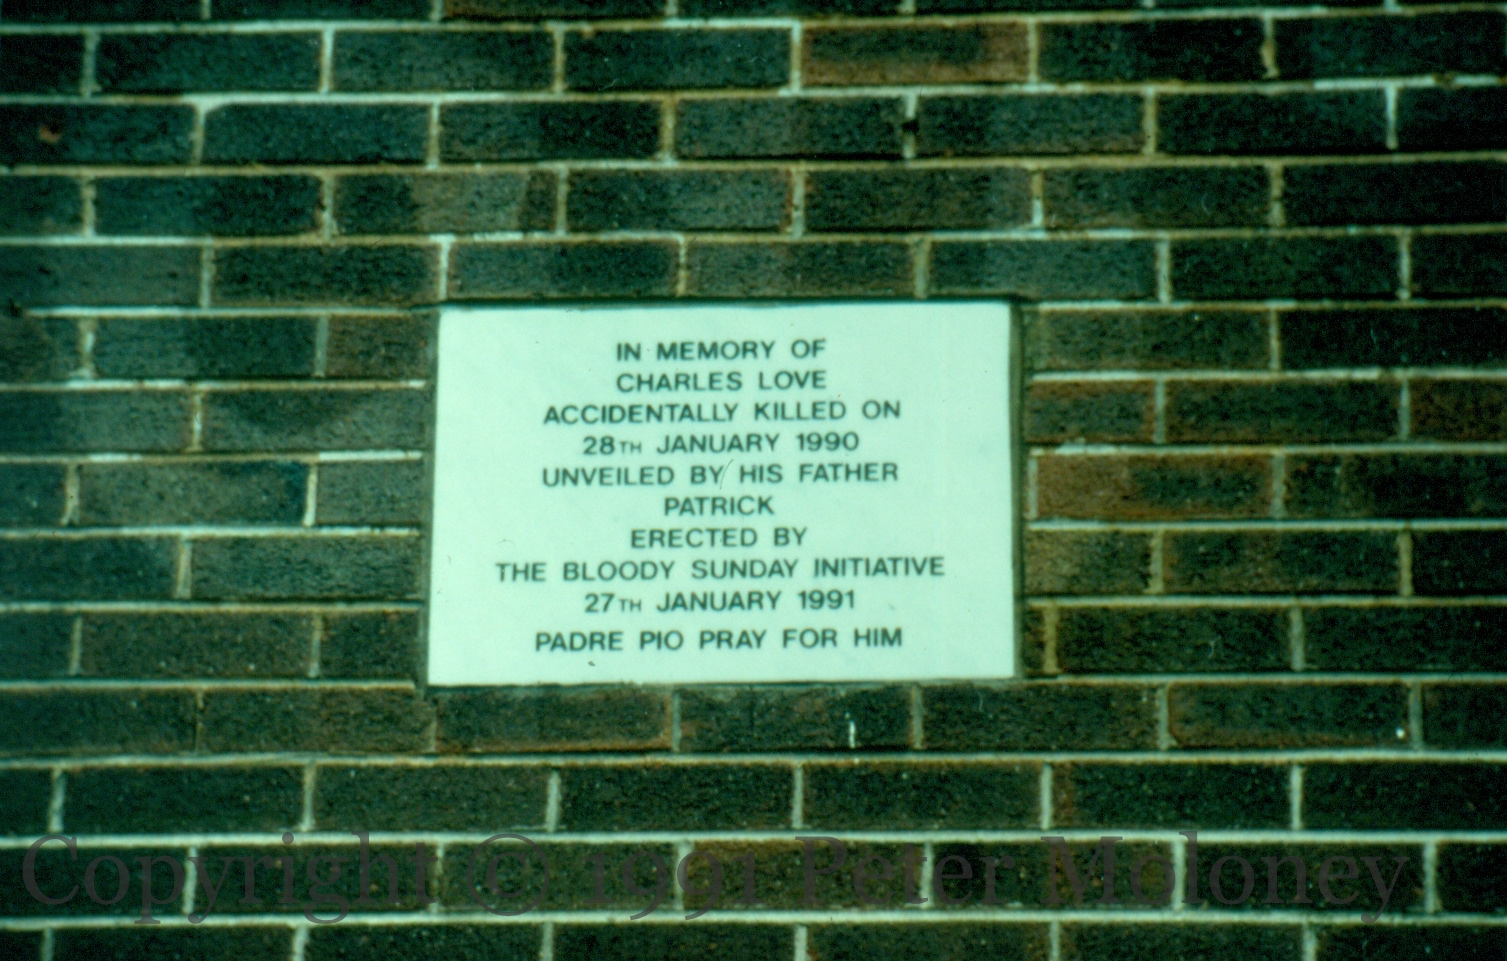 IN MEMORY OF
CHARLES LOVE
ACCIDENTALLY KILLED ON
28TH JANUARY 1990
UNVEILED BY HIS FATHER
PATRICK
ERECTED BY
THE BLOODY SUNDAY INITIATIVE
27TH JANUARY 1991
PADRE PIO PRAY FOR HIM
Copyright © 1991 Peter Moloney